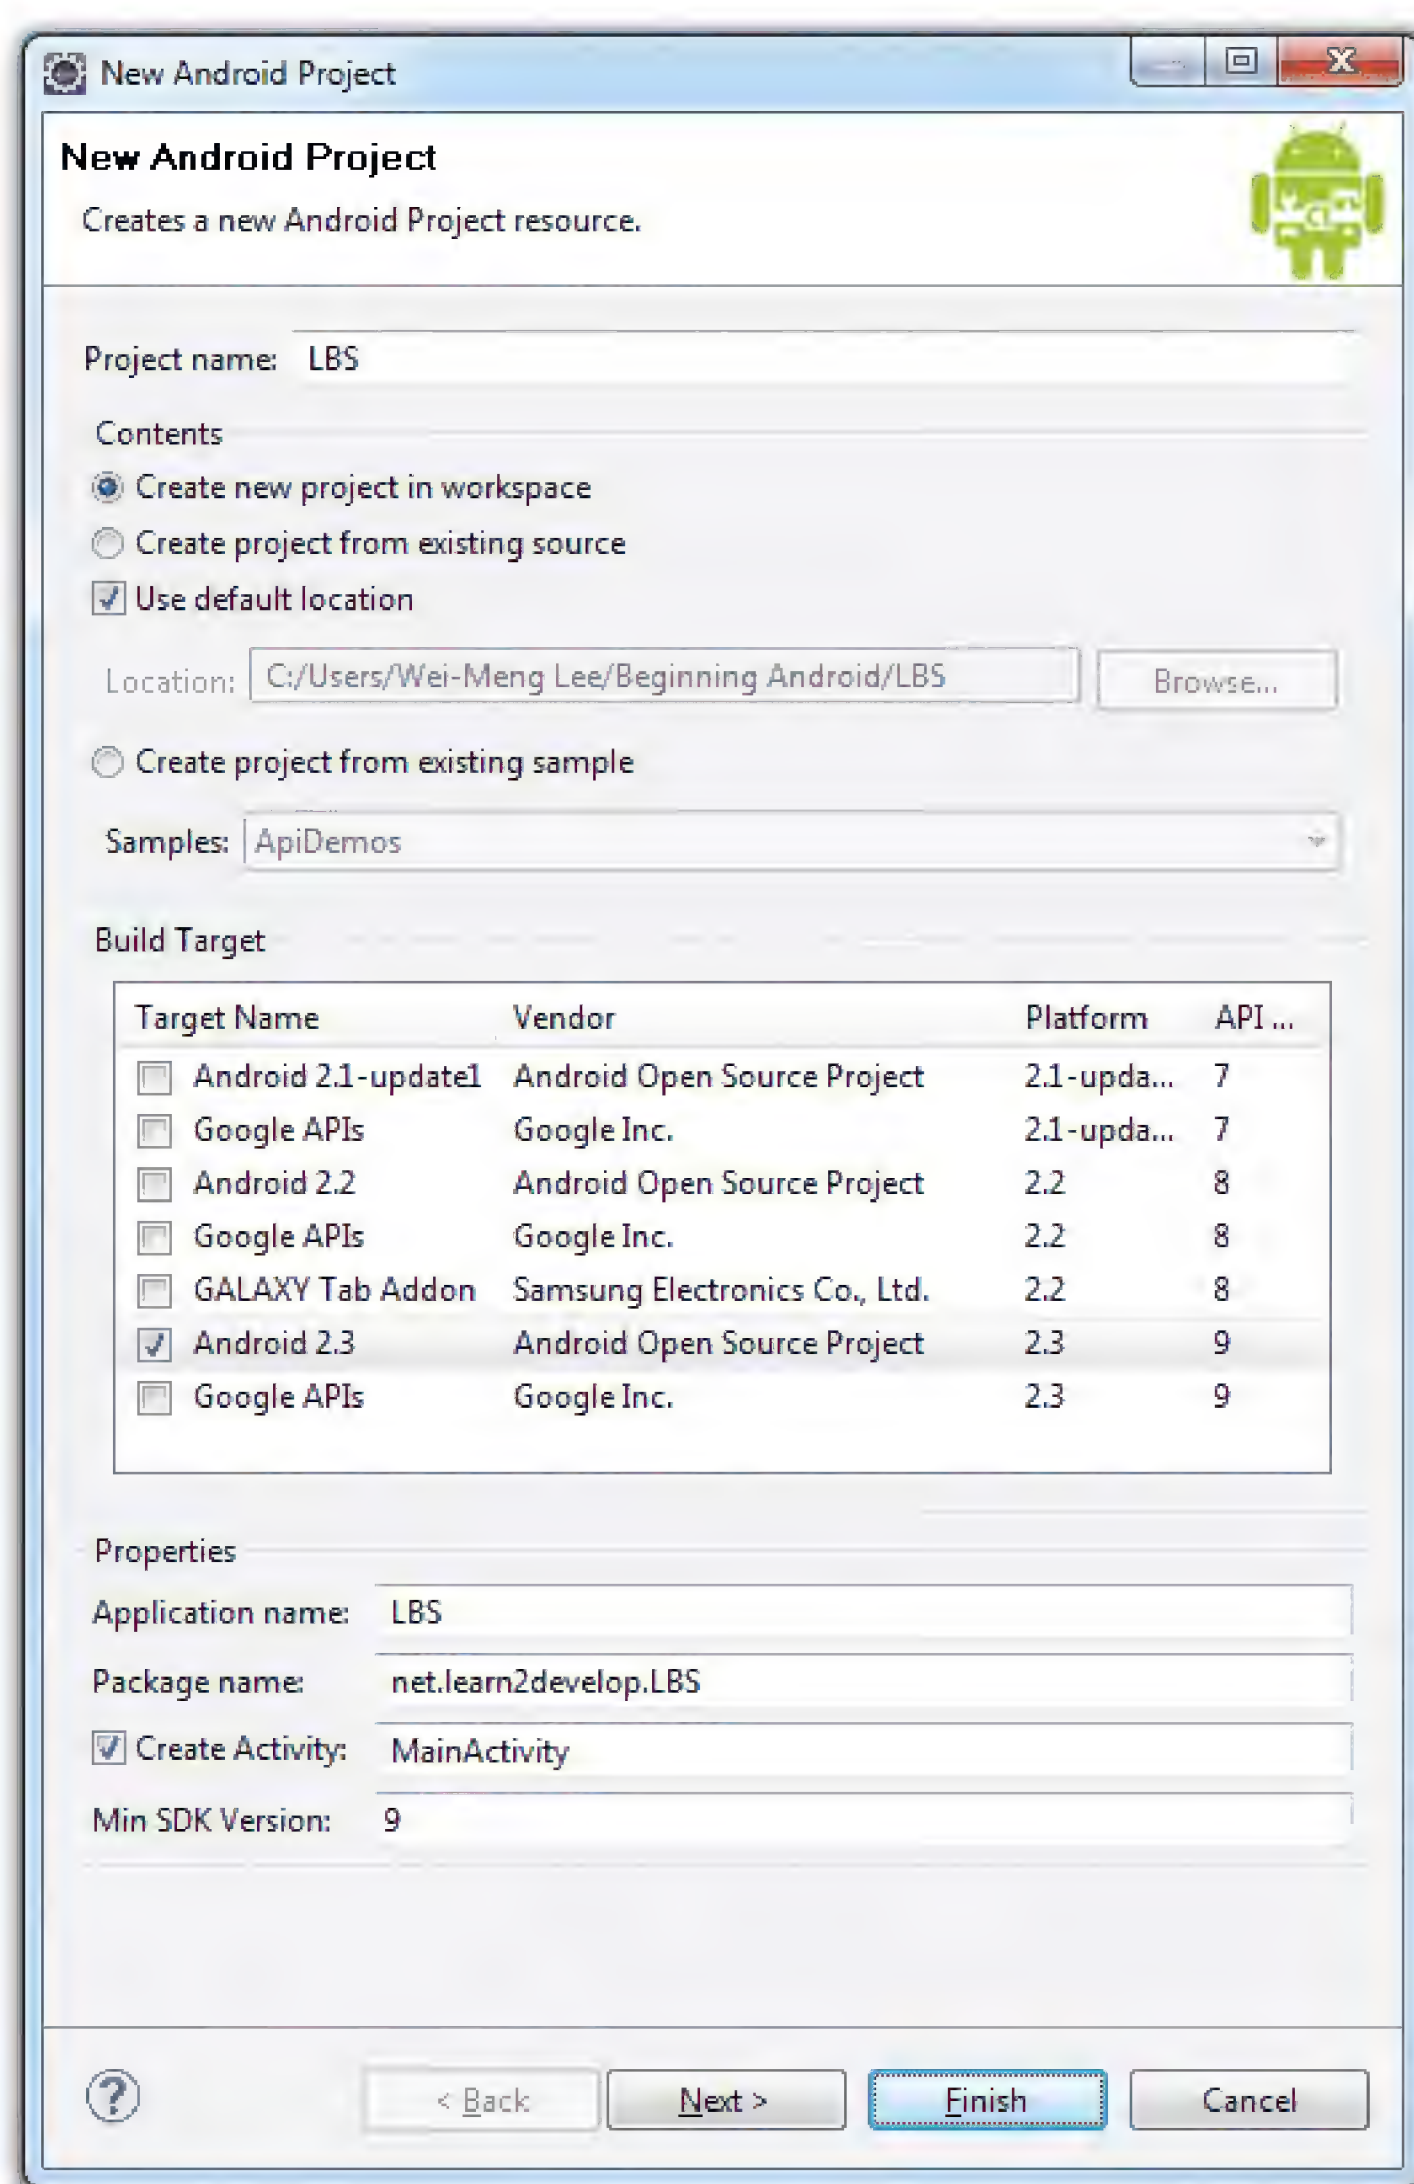 New Android Project
New Android Project
Creates a new Android Project resource.
Project name: LBS
Contents
Create new project in workspace
Create project from existing source
Use default location
Location: C:/Users/Wei-Meng Lee/Beginning Android/LBS Browse...
Create project from existing sample
Samples: ApiDemos
Build Target
Target Name Vendor Platform API ...
Android 2.1-update1 Android Open Source Project 2.1-upda... 7
Google APIs Google Inc. 2.1-upda... 7
Android 2.2 Android Open Source Project 2.2 8
Google APIs Google Inc. 2.2 8
GALAXY Tab Addon Samsung Electronics Co., Ltd. 2.2 8
Android 2.3 Android Open Source Project 2.3 9
Google APIs Google Inc. 2.3 9
Properties
Application name: LBS
Package name: net.learn2develop.LBS
Create Activity: MainActivity
Min SDK Version: 9
? < Back Next > Finish Cancel